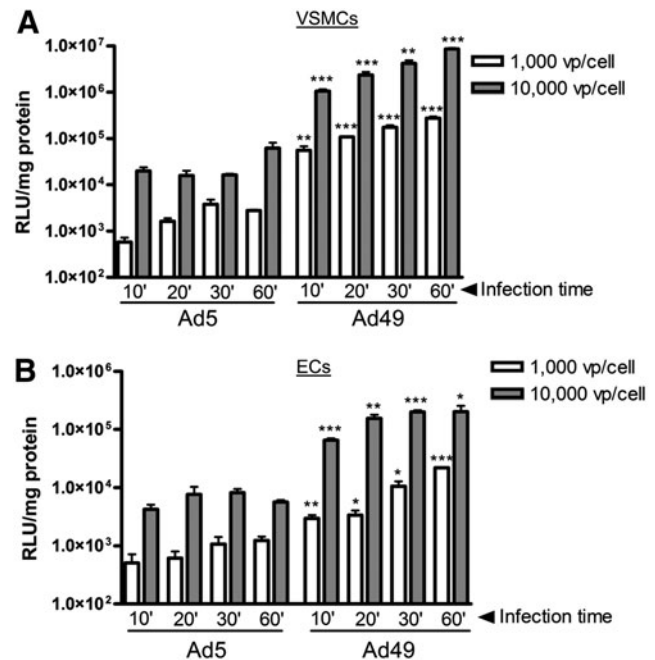 A
VSMCs
1.0×10⁷
1.0×10⁶
1.0×10⁵
1.0×10⁴
1.0×10³
1.0×10²
RLU/mg protein
** *** *** *** *** ** *** ***
1,000 vp/cell
10,000 vp/cell
10' 20' 30' 60' 10' 20' 30' 60' ◄ Infection time
Ad5 Ad49
B
ECs
1.0×10⁶
1.0×10⁵
1.0×10⁴
1.0×10³
1.0×10²
RLU/mg protein
** *** * ** * *** *** *
1,000 vp/cell
10,000 vp/cell
10' 20' 30' 60' 10' 20' 30' 60' ◄ Infection time
Ad5 Ad49